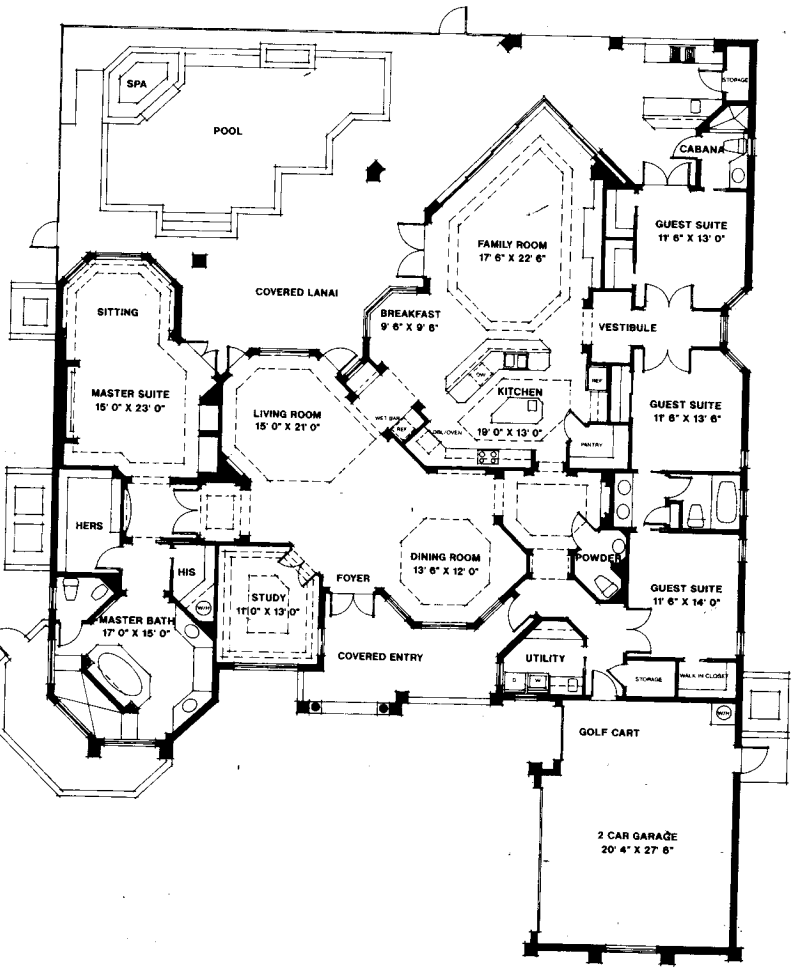 SPA
STORAGE
POOL
CABANA
GUEST SUITE
11' 6" X 13' 0"
FAMILY ROOM
17' 6" X 22' 6"
COVERED LANAI
SITTING
BREAKFAST
9' 6" X 9' 6"
VESTIBULE
DW
REF
MASTER SUITE
15' 0" X 23' 0"
KITCHEN
19' 0" X 13' 0"
GUEST SUITE
11' 6" X 13' 6"
LIVING ROOM
15' 0" X 21' 0"
WET BAR
REF
DBL/OVEN
PANTRY
HERS
HIS
DINING ROOM
13' 6" X 12' 0"
POWDER
FOYER
STUDY
11' 0" X 13' 0"
W/H
GUEST SUITE
11' 6" X 14' 0"
MASTER BATH
17' 0" X 15' 0"
COVERED ENTRY
UTILITY
D
W
STORAGE
WALK IN CLOSET
W/H
GOLF CART
2 CAR GARAGE
20' 4" X 27' 6"